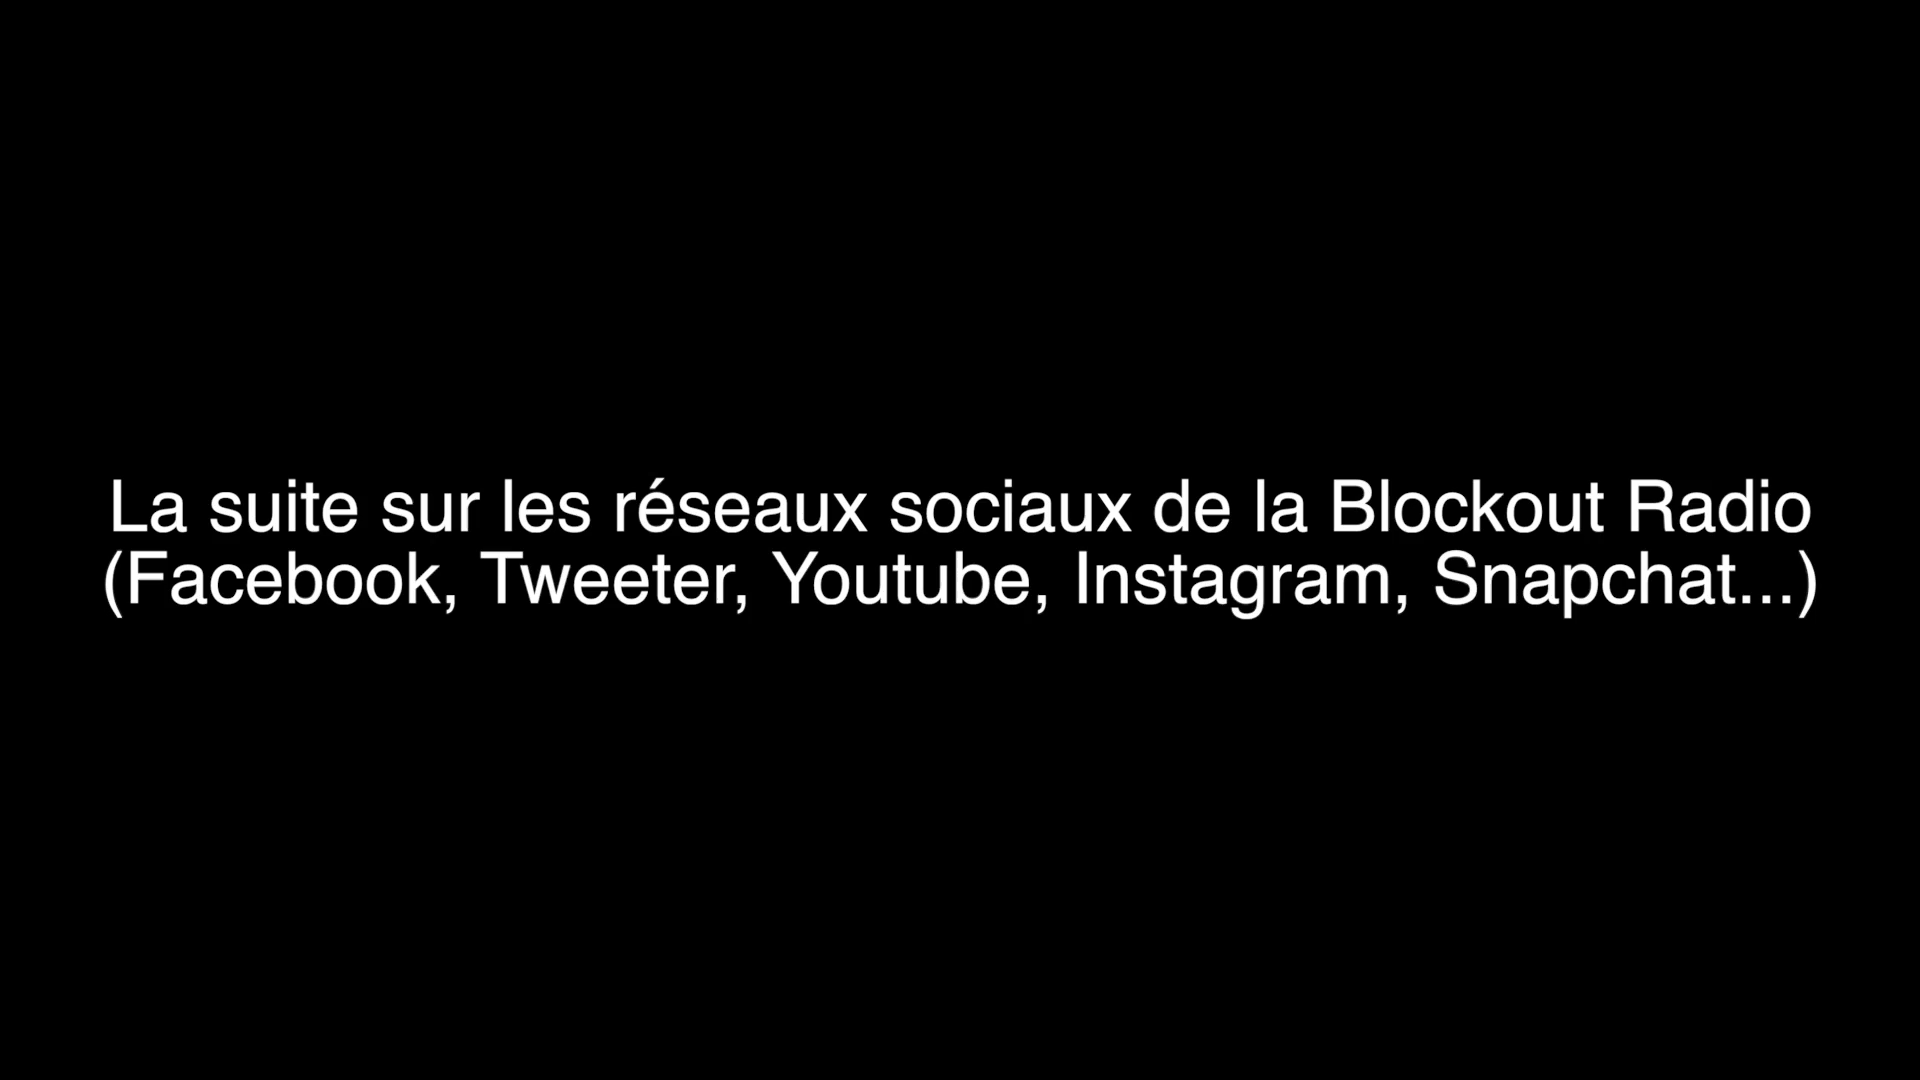 La suite sur les réseaux sociaux de la Blockout Radio
(Facebook, Tweeter, Youtube, Instagram, Snapchat...)